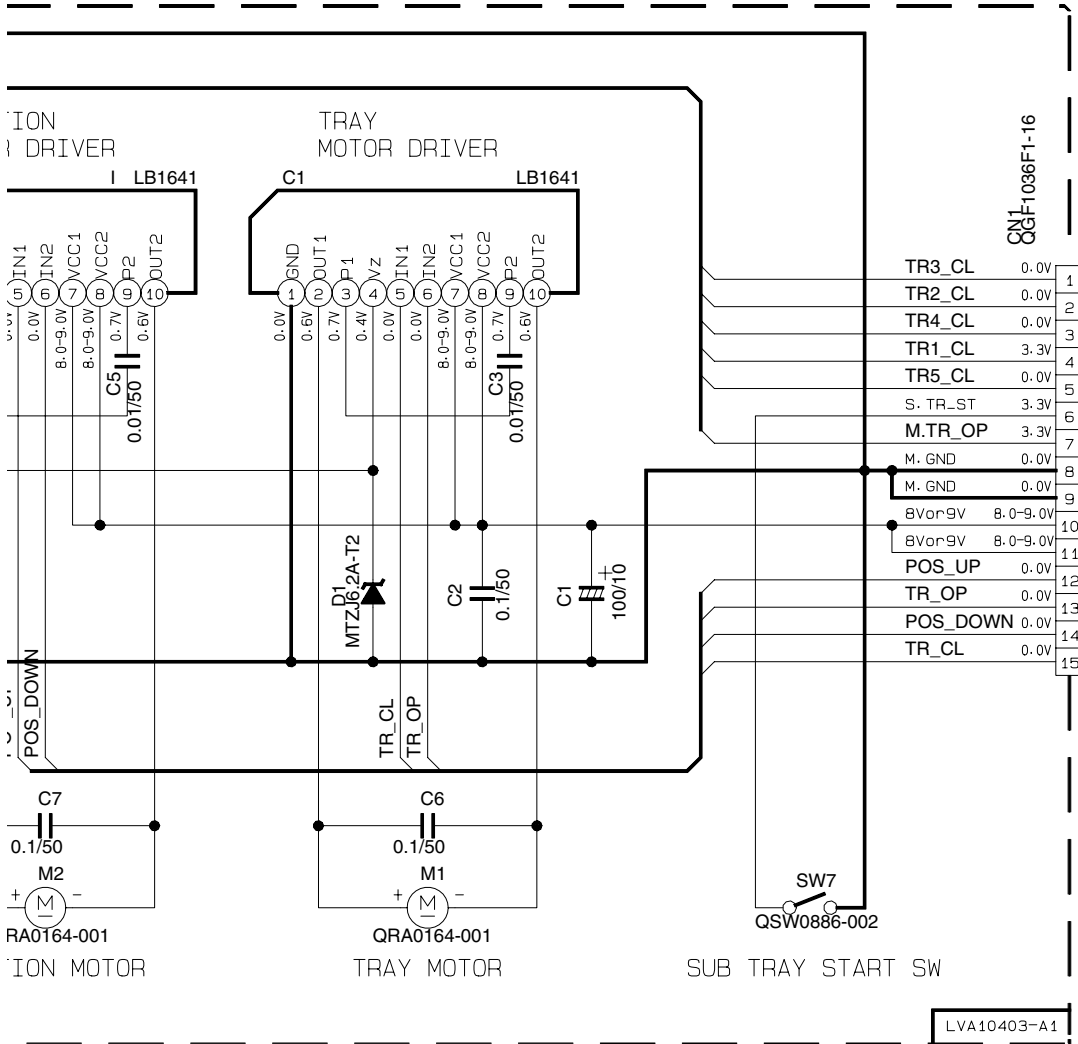 TION
R DRIVER
I LB1641
IN1
IN2
VCC1
VCC2
P2
OUT2
5
6
7
8
9
10
0.0V
0.0V
8.0-9.0V
8.0-9.0V
0.7V
0.6V
C5
0.01/50
TRAY
MOTOR DRIVER
C1
LB1641
GND
OUT1
P1
Vz
IN1
IN2
VCC1
VCC2
P2
OUT2
1
2
3
4
5
6
7
8
9
10
0.0V
0.6V
0.7V
0.4V
0.0V
0.0V
8.0-9.0V
8.0-9.0V
0.7V
0.6V
C3
0.01/50
CN1
QGF1036F1-16
TR3_CL 0.0V 1
TR2_CL 0.0V 2
TR4_CL 0.0V 3
TR1_CL 3.3V 4
TR5_CL 0.0V 5
S.TR_ST 3.3V 6
M.TR_OP 3.3V 7
M.GND 0.0V 8
M.GND 0.0V 9
8Vor9V 8.0-9.0V 10
8Vor9V 8.0-9.0V 11
POS_UP 0.0V 12
TR_OP 0.0V 13
POS_DOWN 0.0V 14
TR_CL 0.0V 15
D1
MTZJ6.2A-T2
C2
0.1/50
C1
+
100/10
POS_DOWN
TR_CL
TR_OP
C7
0.1/50
M2
+ M -
RA0164-001
TION MOTOR
C6
0.1/50
M1
+ M -
QRA0164-001
TRAY MOTOR
SW7
QSW0886-002
SUB TRAY START SW
LVA10403-A1